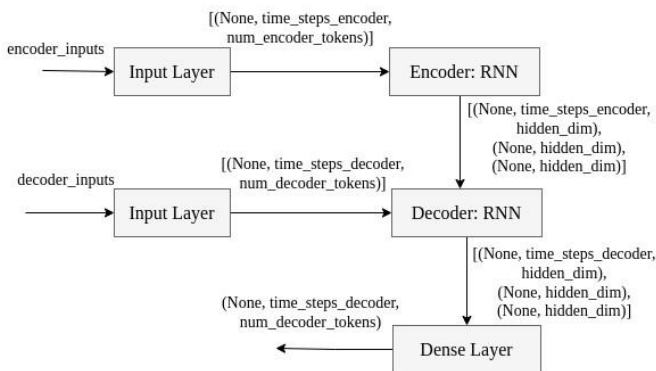 [(None, time_steps_encoder,
num_encoder_tokens)]
encoder_inputs
Input Layer
Encoder: RNN
[(None, time_steps_encoder,
hidden_dim),
(None, hidden_dim),
(None, hidden_dim)]
[(None, time_steps_decoder,
num_decoder_tokens)]
decoder_inputs
Input Layer
Decoder: RNN
[(None, time_steps_decoder,
hidden_dim),
(None, hidden_dim),
(None, hidden_dim)]
(None, time_steps_decoder,
num_decoder_tokens)
Dense Layer